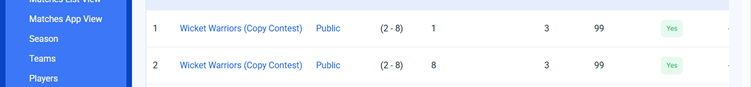 Matches List View
Matches App View
Season
Teams
Players
1 Wicket Warriors (Copy Contest) Public (2 - 8) 1 3 99 Yes
2 Wicket Warriors (Copy Contest) Public (2 - 8) 8 3 99 Yes